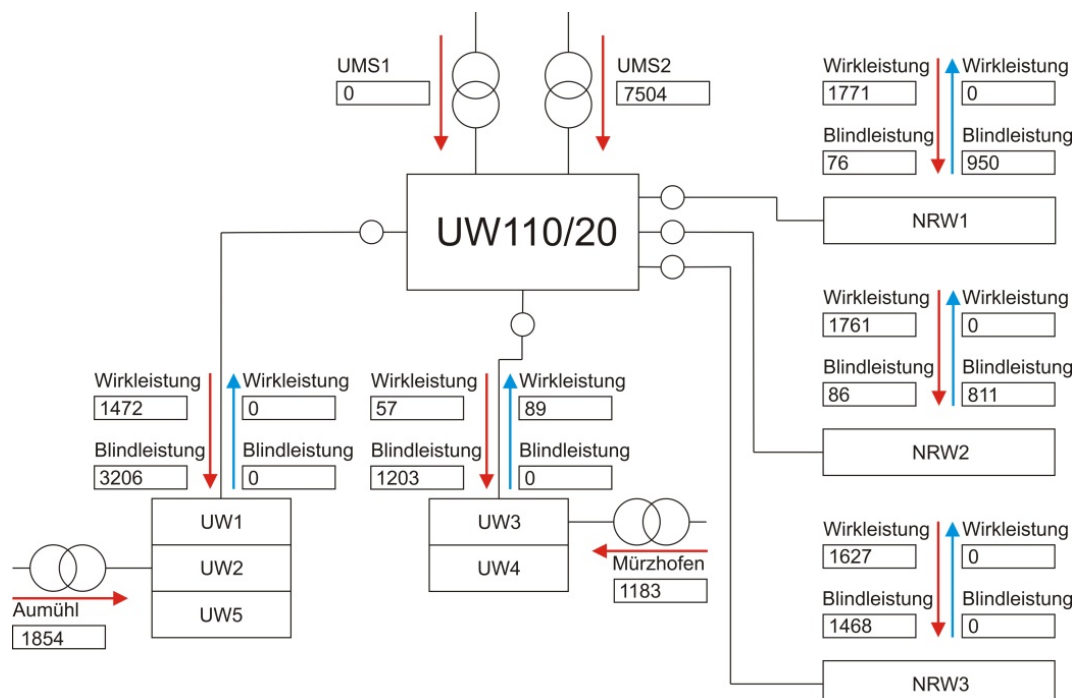 UMS1
0
UMS2
7504
UW110/20
Wirkleistung
1771
Wirkleistung
0
Blindleistung
76
Blindleistung
950
NRW1
Wirkleistung
1761
Wirkleistung
0
Blindleistung
86
Blindleistung
811
NRW2
Wirkleistung
1627
Wirkleistung
0
Blindleistung
1468
Blindleistung
0
NRW3
Wirkleistung
1472
Wirkleistung
0
Blindleistung
3206
Blindleistung
0
UW1
UW2
UW5
Aumühl
1854
Wirkleistung
57
Wirkleistung
89
Blindleistung
1203
Blindleistung
0
UW3
UW4
Mürzhofen
1183